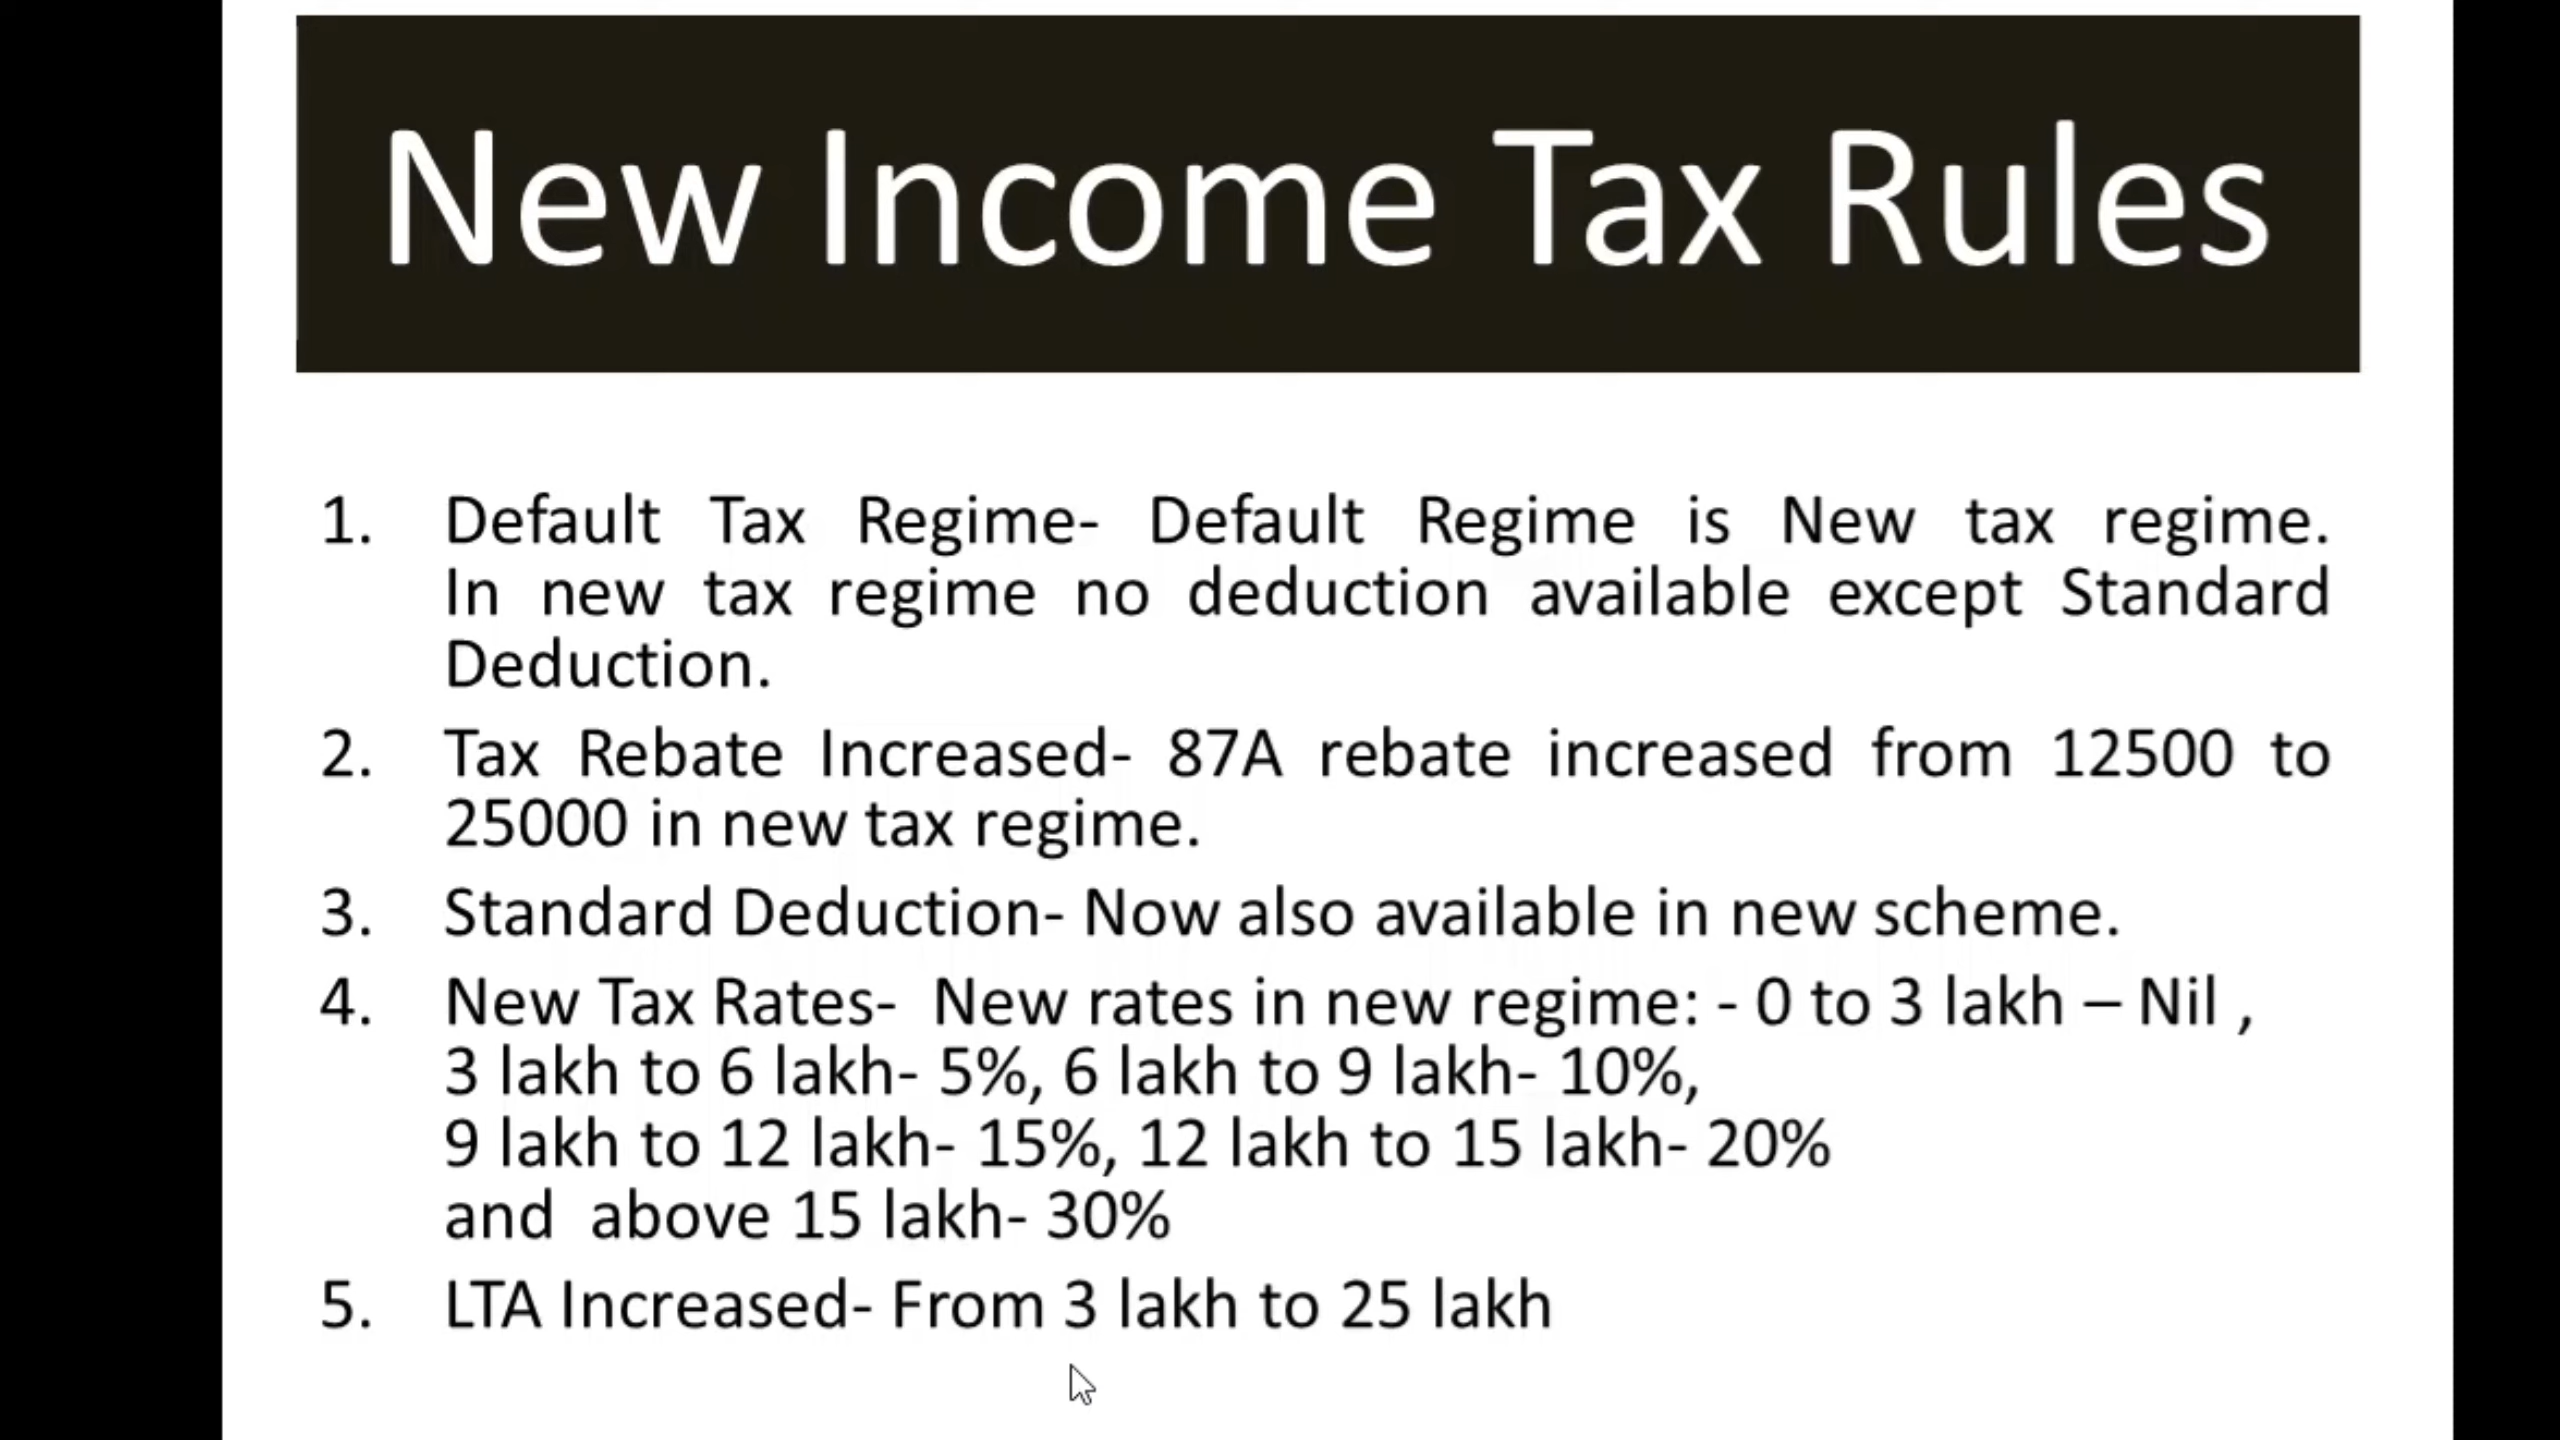 New Income Tax Rules
1. Default Tax Regime- Default Regime is New tax regime.
In new tax regime no deduction available except Standard
Deduction.
2. Tax Rebate Increased- 87A rebate increased from 12500 to
25000 in new tax regime.
3. Standard Deduction- Now also available in new scheme.
4. New Tax Rates-  New rates in new regime: - 0 to 3 lakh – Nil ,
3 lakh to 6 lakh- 5%, 6 lakh to 9 lakh- 10%,
9 lakh to 12 lakh- 15%, 12 lakh to 15 lakh- 20%
and  above 15 lakh- 30%
5. LTA Increased- From 3 lakh to 25 lakh